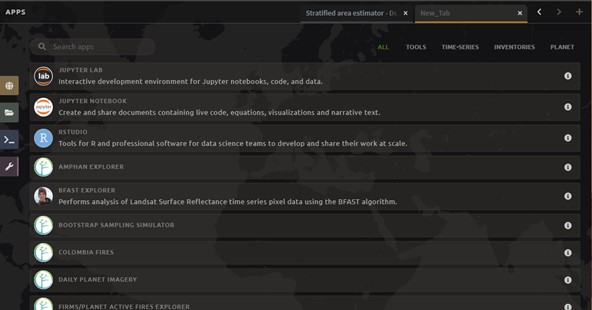 APPS
Stratified area estimator - De
New_Tab
Search apps
ALL TOOLS TIME-SERIES INVENTORIES PLANET
lab
JUPYTER LAB
Interactive development environment for Jupyter notebooks, code, and data.
JUPYTER NOTEBOOK
Create and share documents containing live code, equations, visualizations and narrative text.
R
RSTUDIO
Tools for R and professional software for data science teams to develop and share their work at scale.
AMPHAN EXPLORER
BFAST EXPLORER
Performs analysis of Landsat Surface Reflectance time series pixel data using the BFAST algorithm.
BOOTSTRAP SAMPLING SIMULATOR
COLOMBIA FIRES
DAILY PLANET IMAGERY
FIRMS/PLANET ACTIVE FIRES EXPLORER